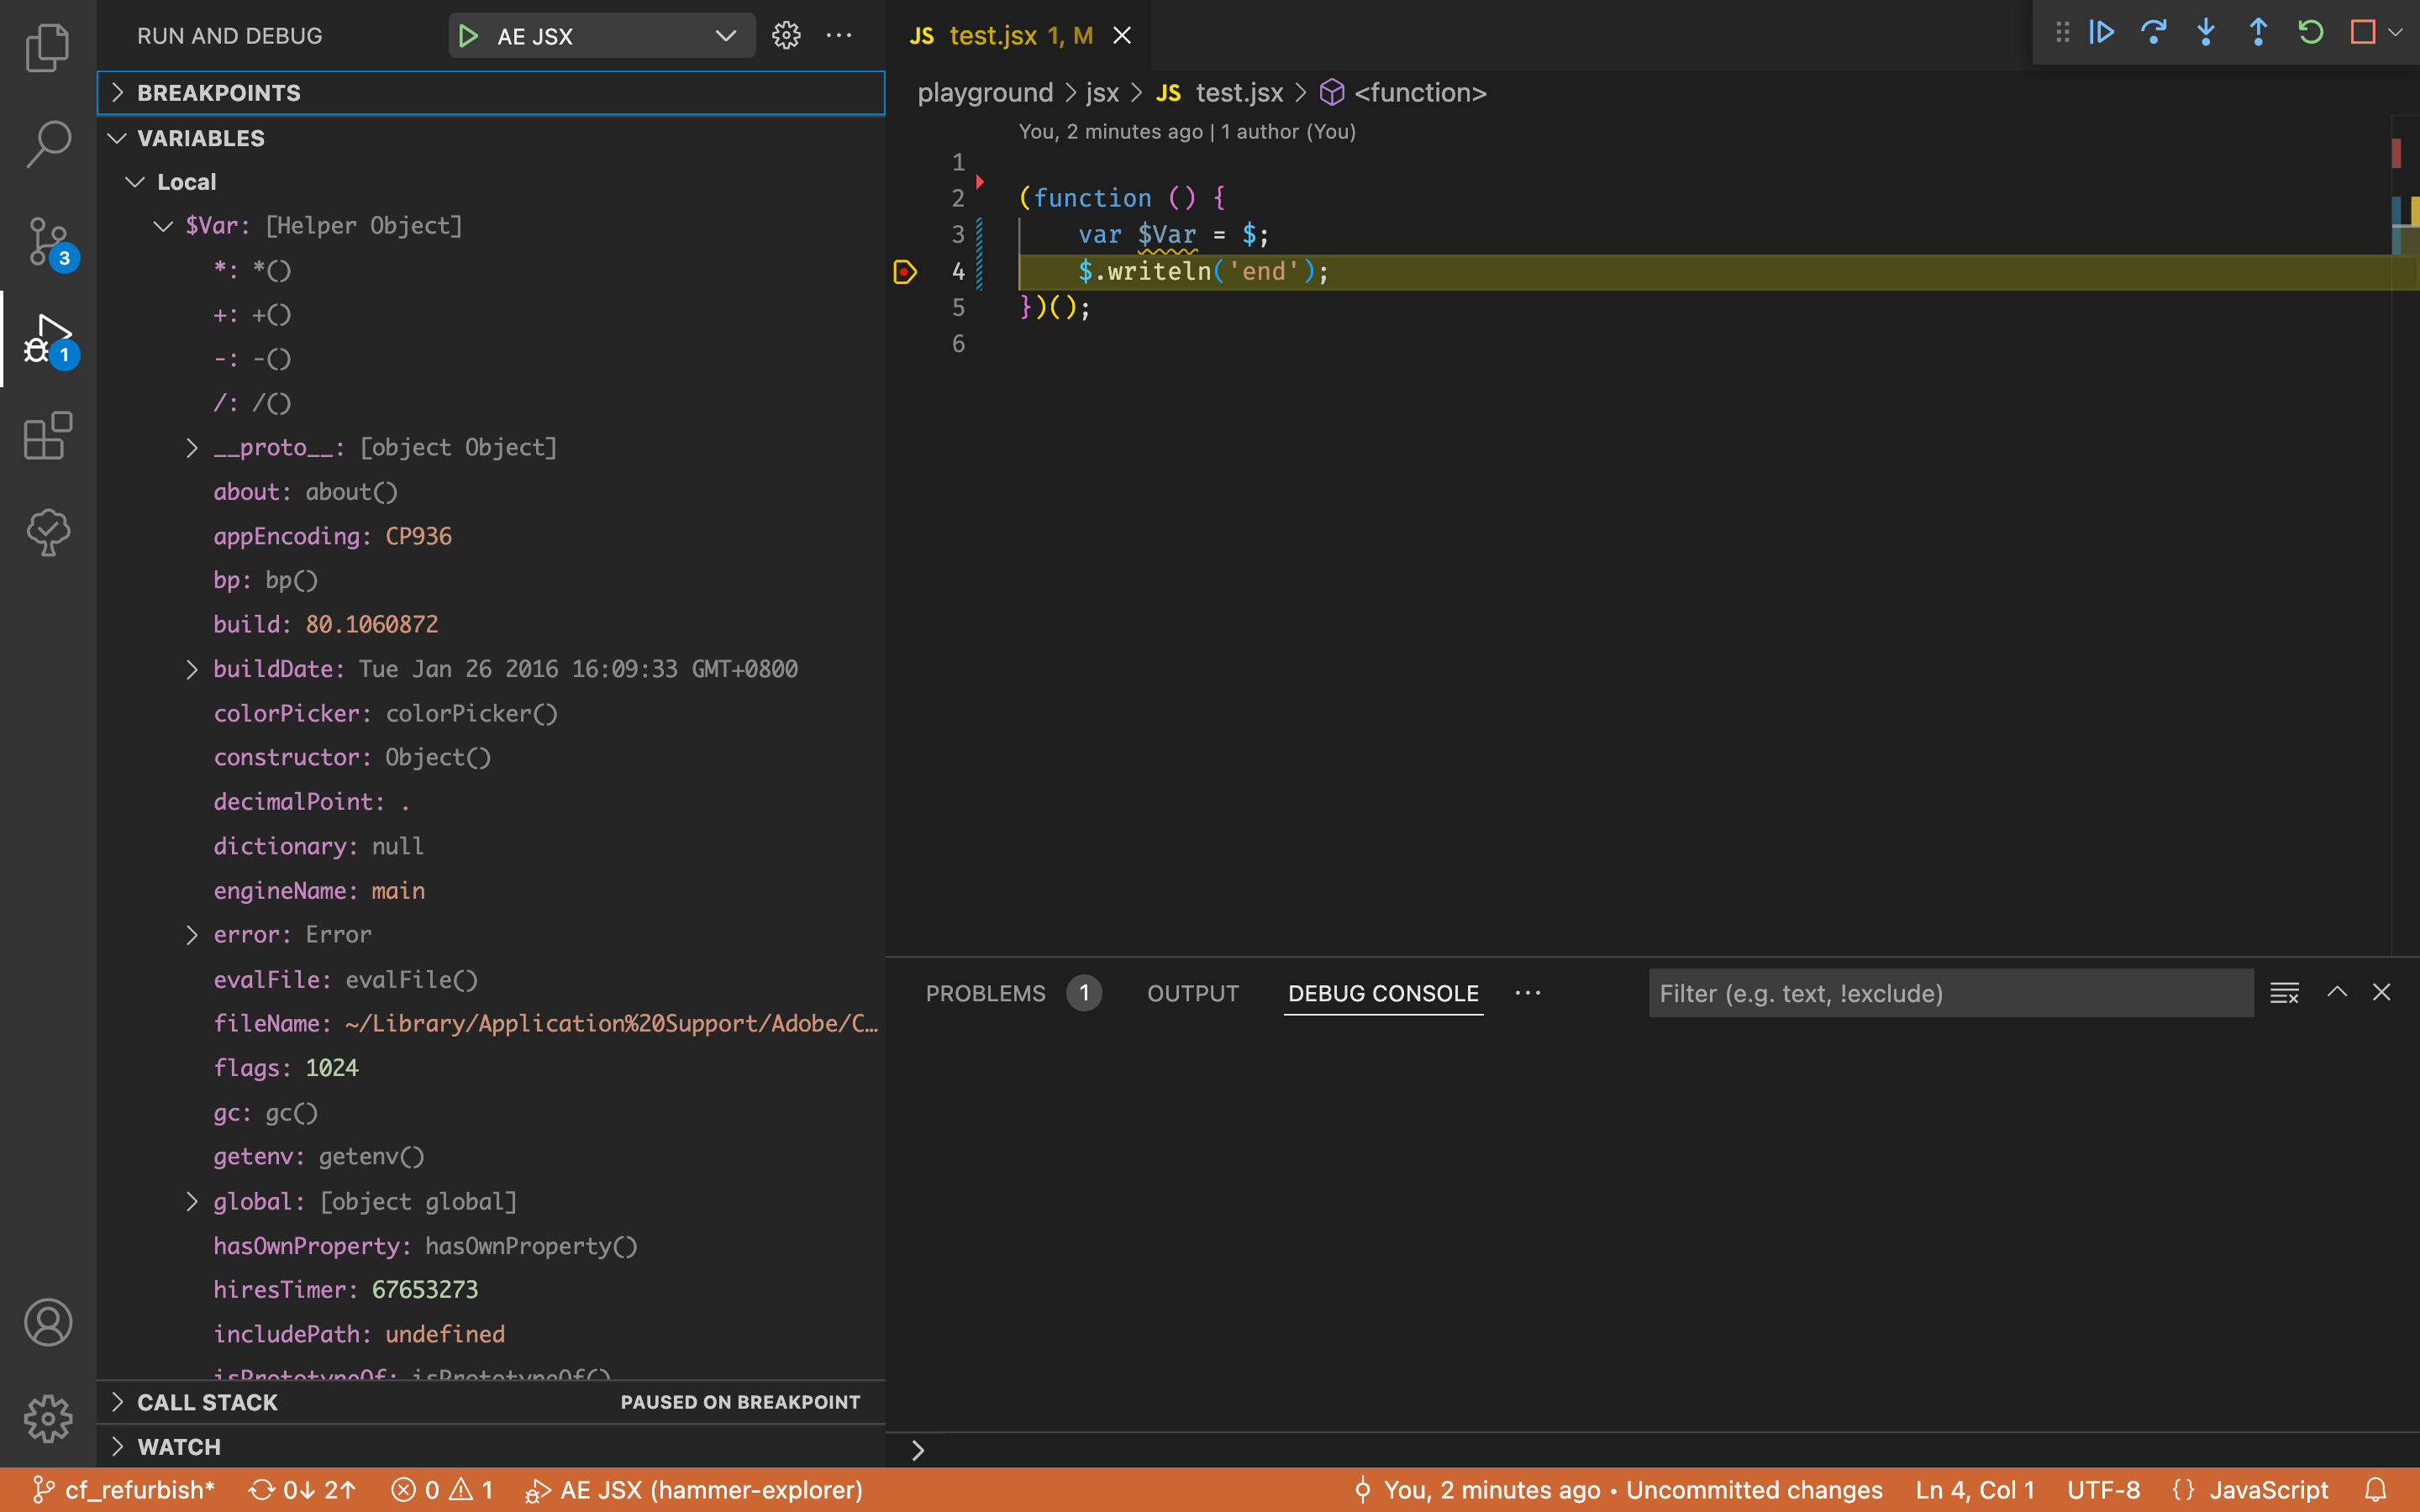 RUN AND DEBUG
AE JSX
BREAKPOINTS
VARIABLES
Local
$Var: [Helper Object]
*: *()
+: +()
-: -()
/: /()
__proto__: [object Object]
about: about()
appEncoding: CP936
bp: bp()
build: 80.1060872
buildDate: Tue Jan 26 2016 16:09:33 GMT+0800
colorPicker: colorPicker()
constructor: Object()
decimalPoint: .
dictionary: null
engineName: main
error: Error
evalFile: evalFile()
fileName: ~/Library/Application%20Support/Adobe/C…
flags: 1024
gc: gc()
getenv: getenv()
global: [object global]
hasOwnProperty: hasOwnProperty()
hiresTimer: 67653273
includePath: undefined
isPrototypeOf: isPrototypeOf()
CALL STACK PAUSED ON BREAKPOINT
WATCH
3
1
JS test.jsx 1, M
playground > jsx > JS test.jsx > <function>
You, 2 minutes ago | 1 author (You)
1
2 (function () {
3 var $Var = $;
4 $.writeln('end');
5 })();
6
PROBLEMS 1 OUTPUT DEBUG CONSOLE ··· Filter (e.g. text, !exclude)
>
cf_refurbish* 0↓ 2↑ 0 1 AE JSX (hammer-explorer) You, 2 minutes ago • Uncommitted changes Ln 4, Col 1 UTF-8 {} JavaScript